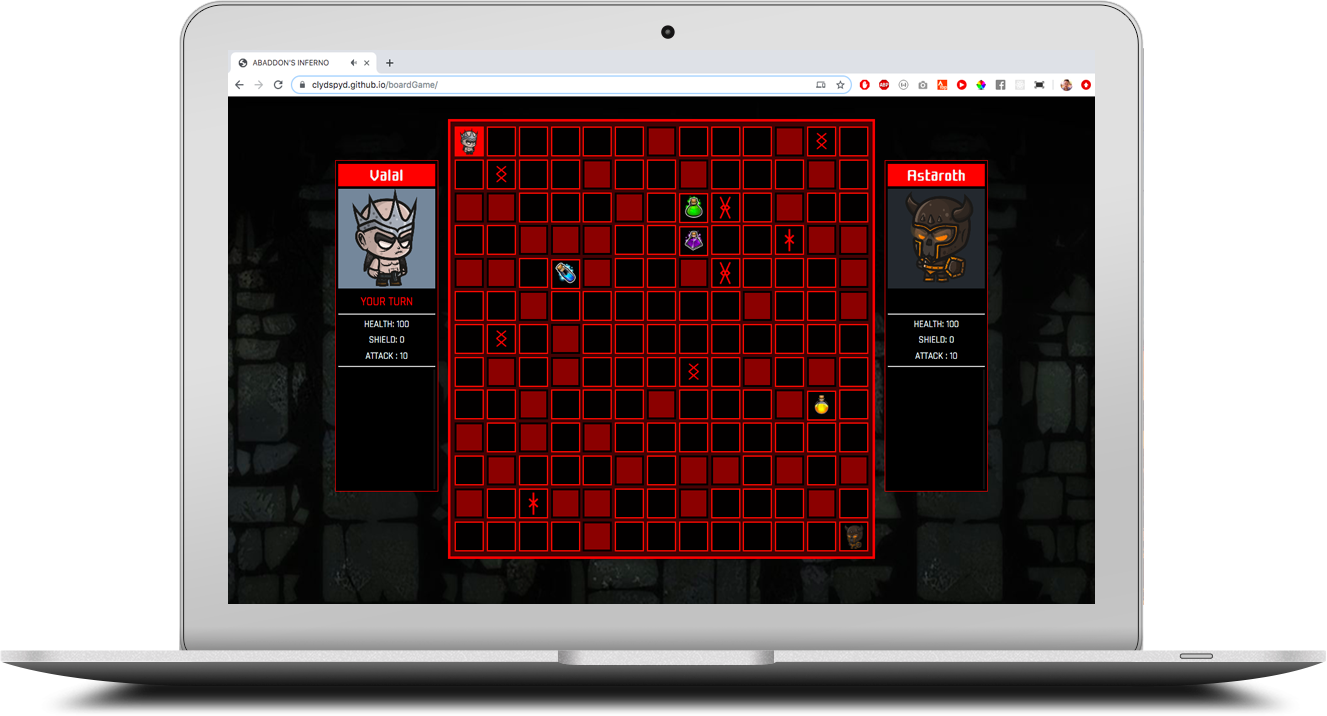 ABADDON'S INFERNO
clydspyd.github.io/boardGame/
ABP
Valal
YOUR TURN
HEALTH: 100
SHIELD: 0
ATTACK : 10
Astaroth
HEALTH: 100
SHIELD: 0
ATTACK : 10